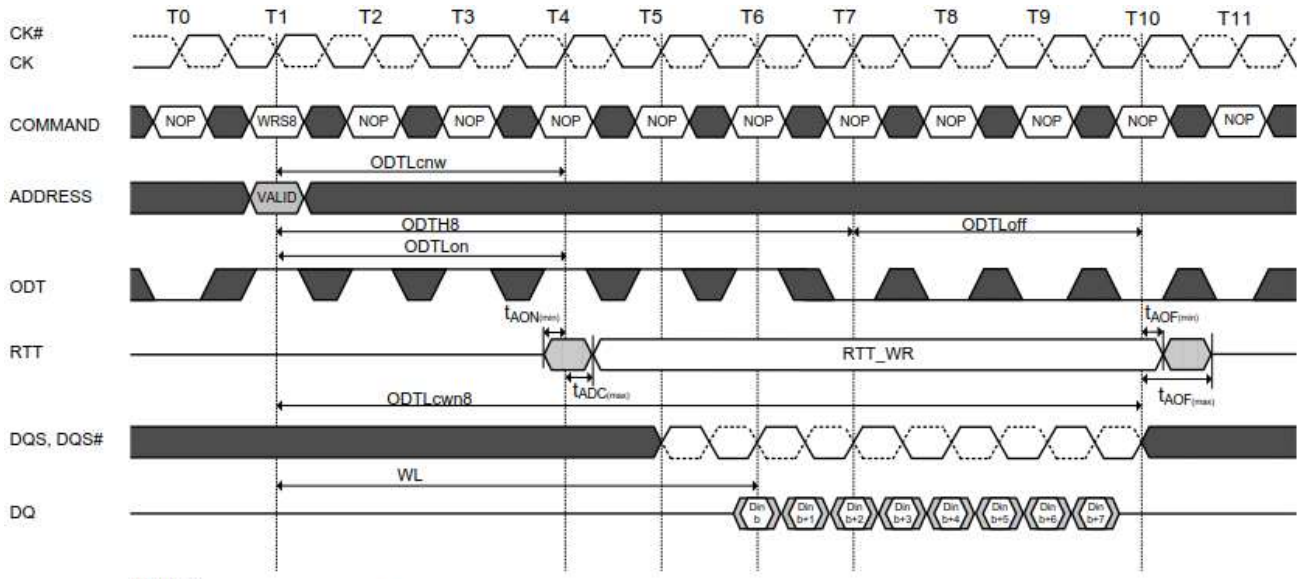 T0 T1 T2 T3 T4 T5 T6 T7 T8 T9 T10 T11
CK#
CK
COMMAND NOP WRS8 NOP NOP NOP NOP NOP NOP NOP NOP NOP NOP
ODTLcnw
ADDRESS VALID
ODTH8 ODTLoff
ODTLon
ODT
tAON(min) tAOF(min)
RTT RTT_WR
tADC(max)
ODTLcwn8 tAOF(max)
DQS, DQS#
WL
DQ Din b Din b+1 Din b+2 Din b+3 Din b+4 Din b+5 Din b+6 Din b+7